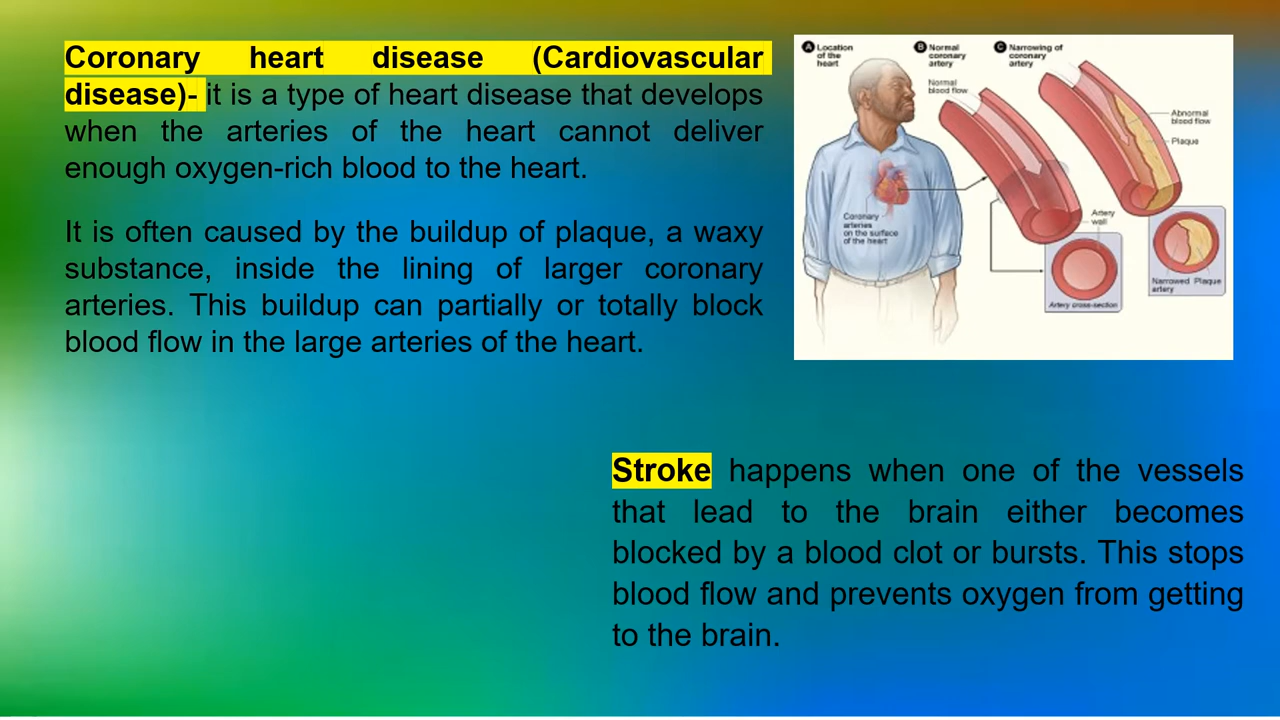 Coronary heart disease (Cardiovascular
disease)- it is a type of heart disease that develops
when the arteries of the heart cannot deliver
enough oxygen-rich blood to the heart.
It is often caused by the buildup of plaque, a waxy
substance, inside the lining of larger coronary
arteries. This buildup can partially or totally block
blood flow in the large arteries of the heart.
A Location
of the
heart
B Normal
coronary
artery
C Narrowing of
coronary
artery
Normal
blood flow
Abnormal
blood flow
Plaque
Coronary
arteries
on the surface
of the heart
Artery
wall
Artery cross-section
Narrowed
artery
Plaque
Stroke happens when one of the vessels
that lead to the brain either becomes
blocked by a blood clot or bursts. This stops
blood flow and prevents oxygen from getting
to the brain.